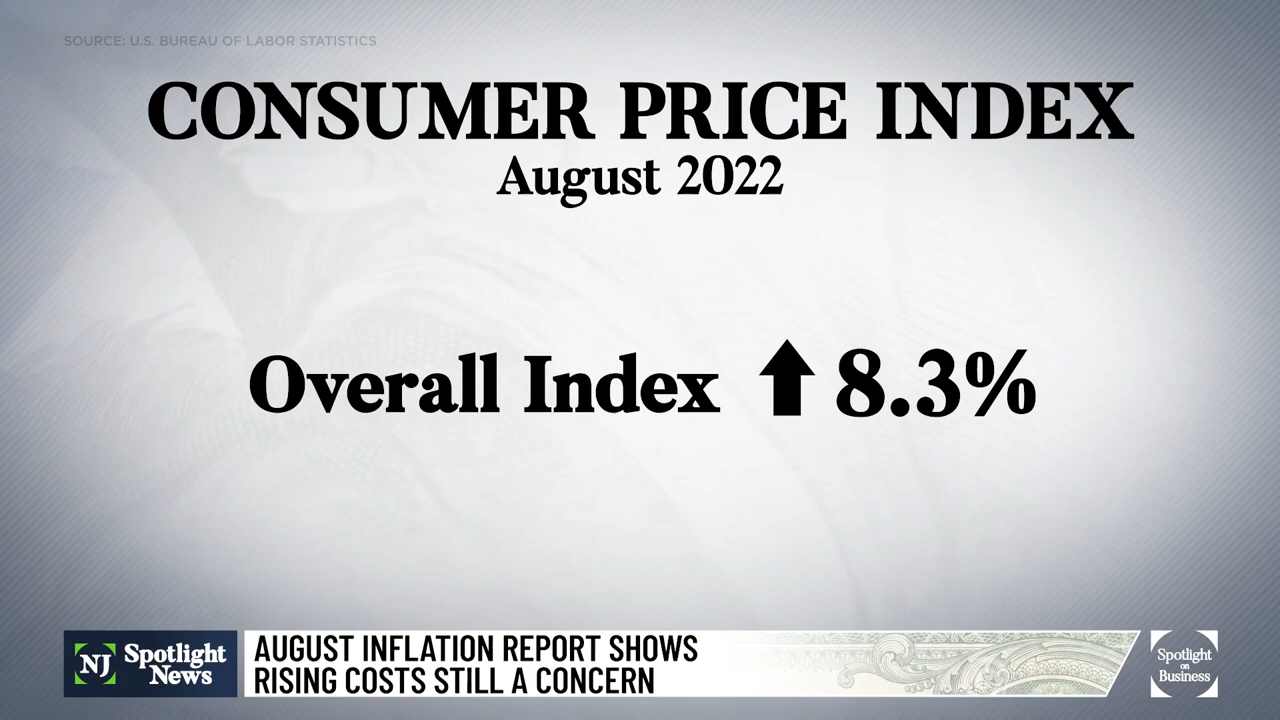 SOURCE: U.S. BUREAU OF LABOR STATISTICS
CONSUMER PRICE INDEX
August 2022
Overall Index 8.3%
NJ Spotlight News
AUGUST INFLATION REPORT SHOWS
RISING COSTS STILL A CONCERN
Spotlight
on
Business